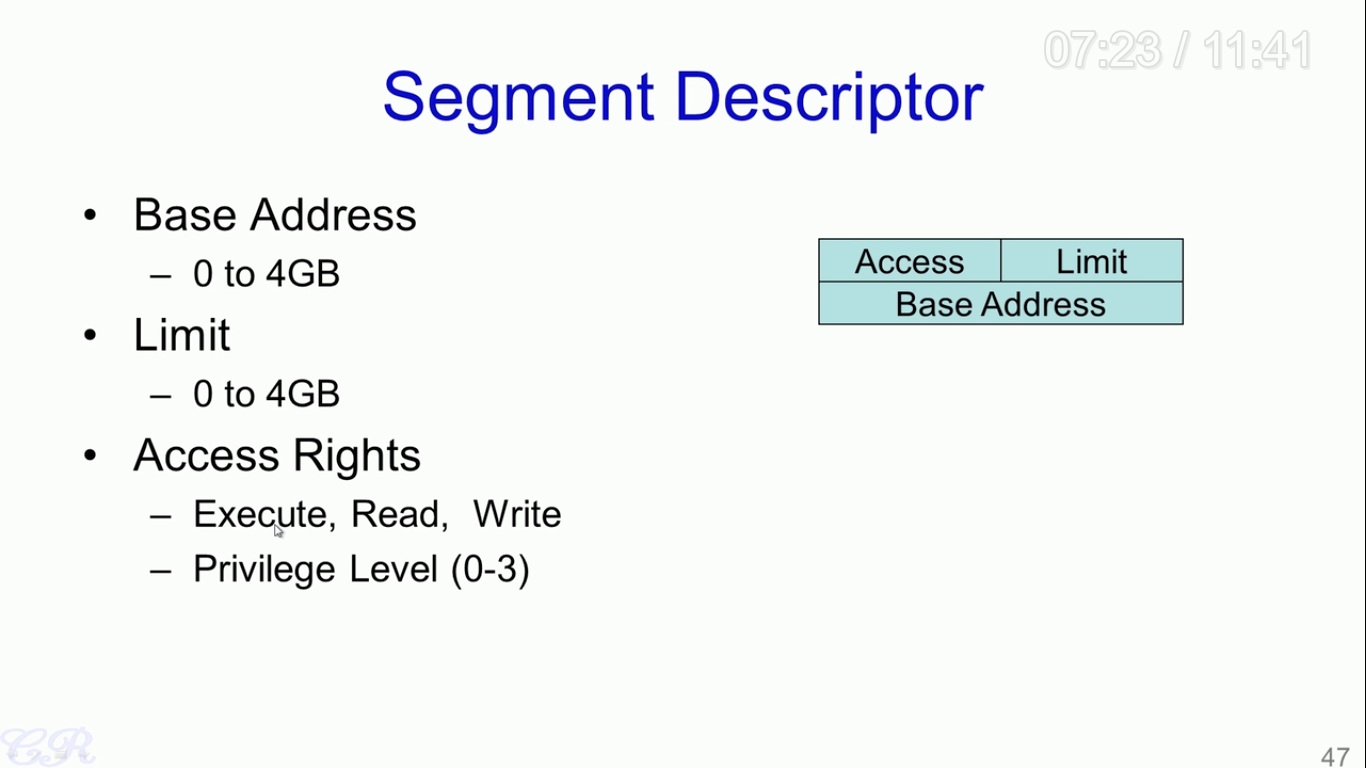 07:23 / 11:41
Segment Descriptor
• Base Address
– 0 to 4GB
• Limit
– 0 to 4GB
• Access Rights
– Execute, Read, Write
– Privilege Level (0-3)
Access Limit
Base Address
CR
47